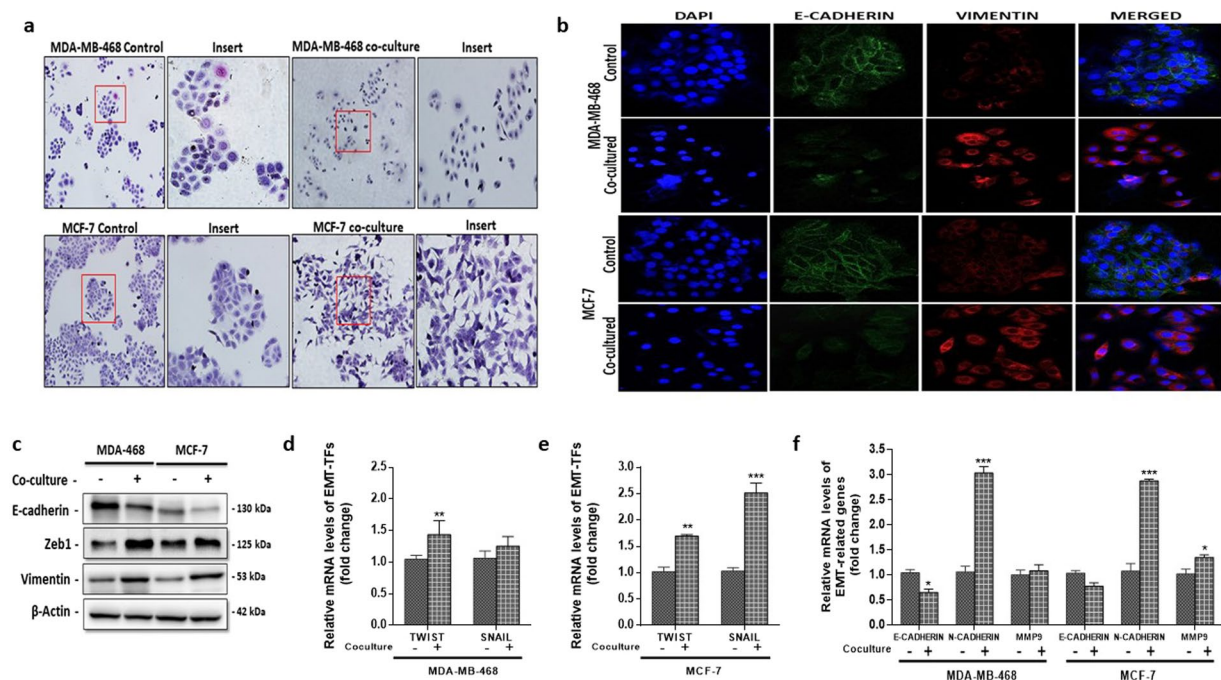 a
MDA-MB-468 Control Insert MDA-MB-468 co-culture Insert
MCF-7 Control Insert MCF-7 co-culture Insert
b
DAPI E-CADHERIN VIMENTIN MERGED
MDA-MB-468
Control
Co-cultured
MCF-7
Control
Co-cultured
c
MDA-468 MCF-7
Co-culture - - + - +
E-cadherin - - 130 kDa
Zeb1 - - 125 kDa
Vimentin - - 53 kDa
β-Actin - - 42 kDa
d
Relative mRNA levels of EMT-TFs
(fold change)
2.0
1.5
1.0
0.5
0.0
**
TWIST SNAIL
Coculture - + - +
MDA-MB-468
e
Relative mRNA levels of EMT-TFs
(fold change)
3.0
2.5
2.0
1.5
1.0
0.5
0.0
** ***
TWIST SNAIL
Coculture - + - +
MCF-7
f
Relative mRNA levels of
EMT-related genes
(fold change)
3.5
3.0
2.5
2.0
1.5
1.0
0.5
0.0
* *** *** *
E-CADHERIN N-CADHERIN MMP9 E-CADHERIN N-CADHERIN MMP9
Coculture - + - + - + - + - + - +
MDA-MB-468 MCF-7